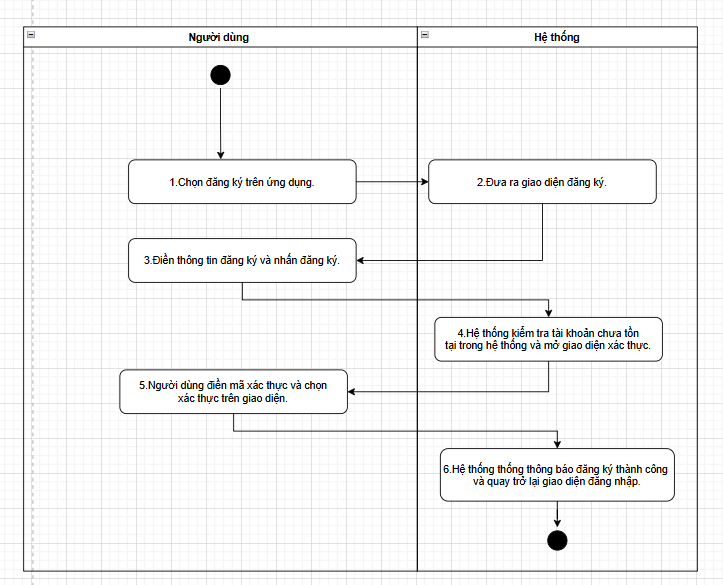 Người dùng
Hệ thống
1.Chọn đăng ký trên ứng dụng.
2.Đưa ra giao diện đăng ký.
3.Điền thông tin đăng ký và nhấn đăng ký.
4.Hệ thống kiểm tra tài khoản chưa tồn
tại trong hệ thống và mở giao diện xác thực.
5.Người dùng điền mã xác thực và chọn
xác thực trên giao diện.
6.Hệ thống thống thông báo đăng ký thành công
và quay trở lại giao diện đăng nhập.